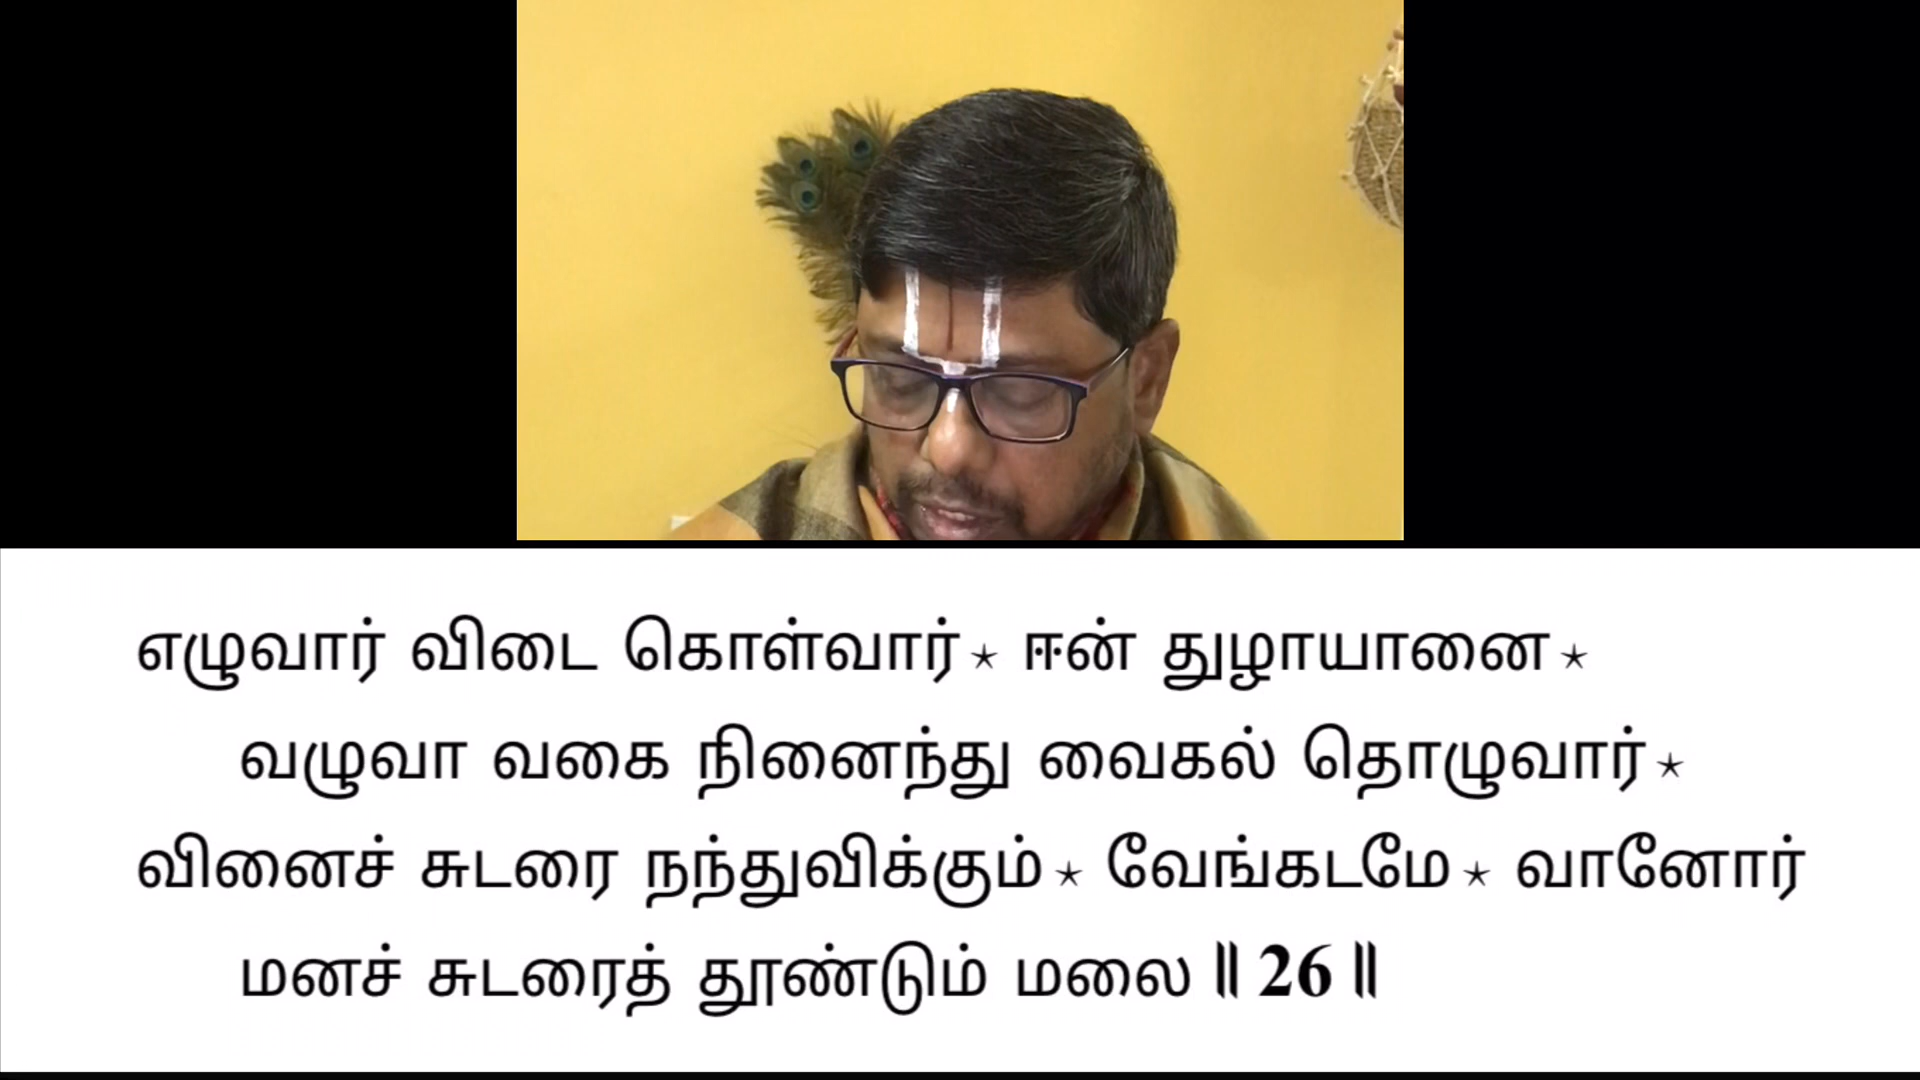 எழுவார் விடை கொள்வார்⋆ ஈன் துழாயானை⋆
வழுவா வகை நினைந்து வைகல் தொழுவார்⋆
வினைச் சுடரை நந்துவிக்கும்⋆ வேங்கடமே⋆ வானோர்
மனச் சுடரைத் தூண்டும் மலை ‖ 26 ‖